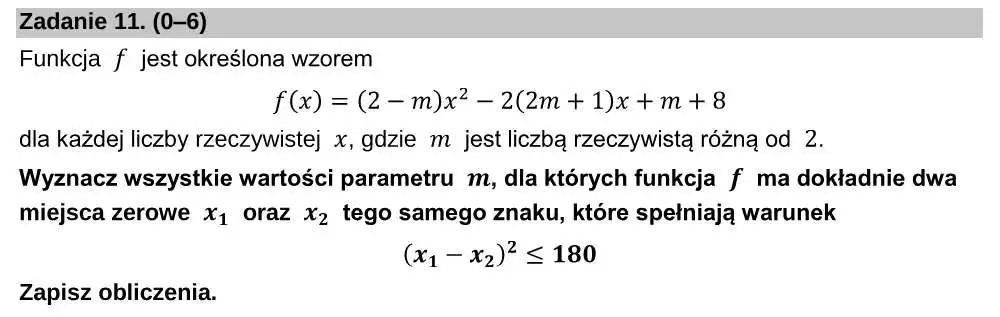 Zadanie 11. (0–6)
Funkcja f jest określona wzorem
f(x) = (2 − m)x² − 2(2m + 1)x + m + 8
dla każdej liczby rzeczywistej x, gdzie m jest liczbą rzeczywistą różną od 2.
Wyznacz wszystkie wartości parametru m, dla których funkcja f ma dokładnie dwa
miejsca zerowe x₁ oraz x₂ tego samego znaku, które spełniają warunek
(x₁ − x₂)² ≤ 180
Zapisz obliczenia.